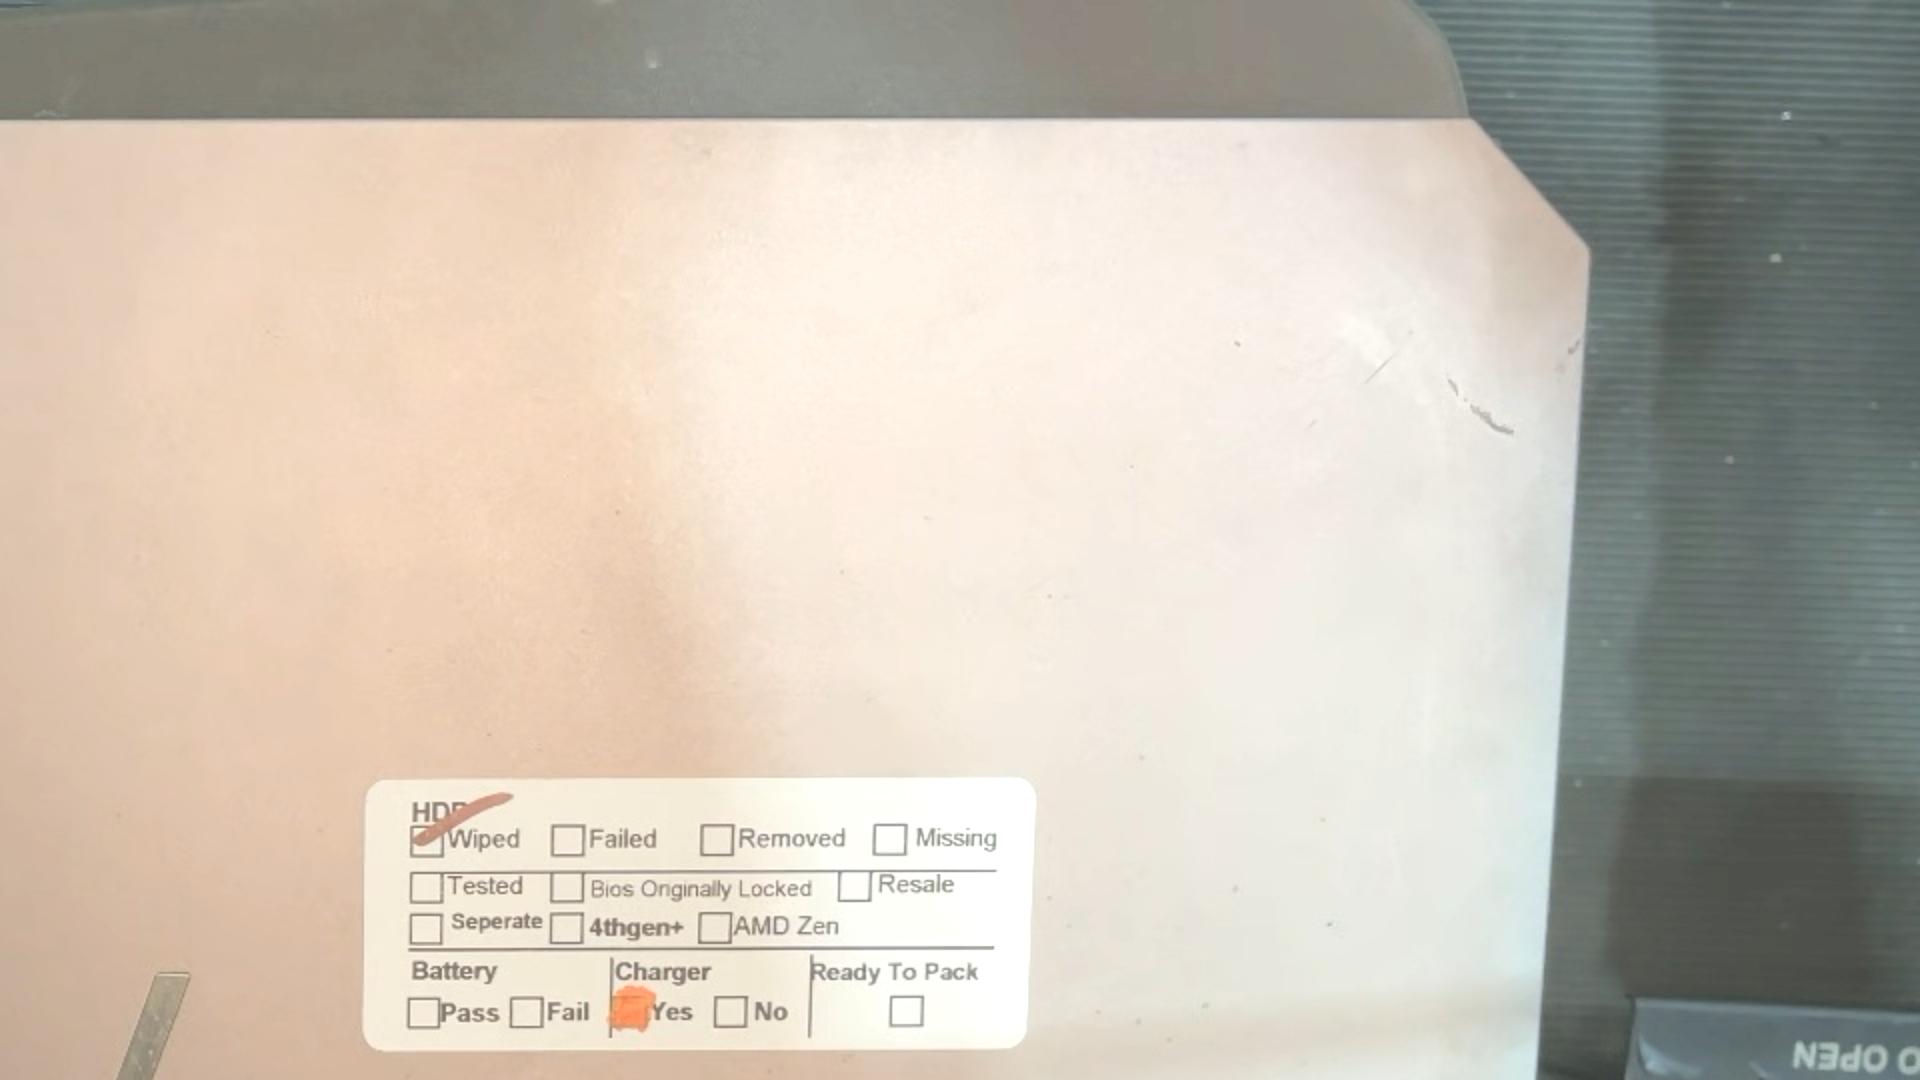 HDD
Wiped Failed Removed Missing
Tested Bios Originally Locked Resale
Seperate 4thgen+ AMD Zen
Battery Charger Ready To Pack
Pass Fail Yes No
OPEN